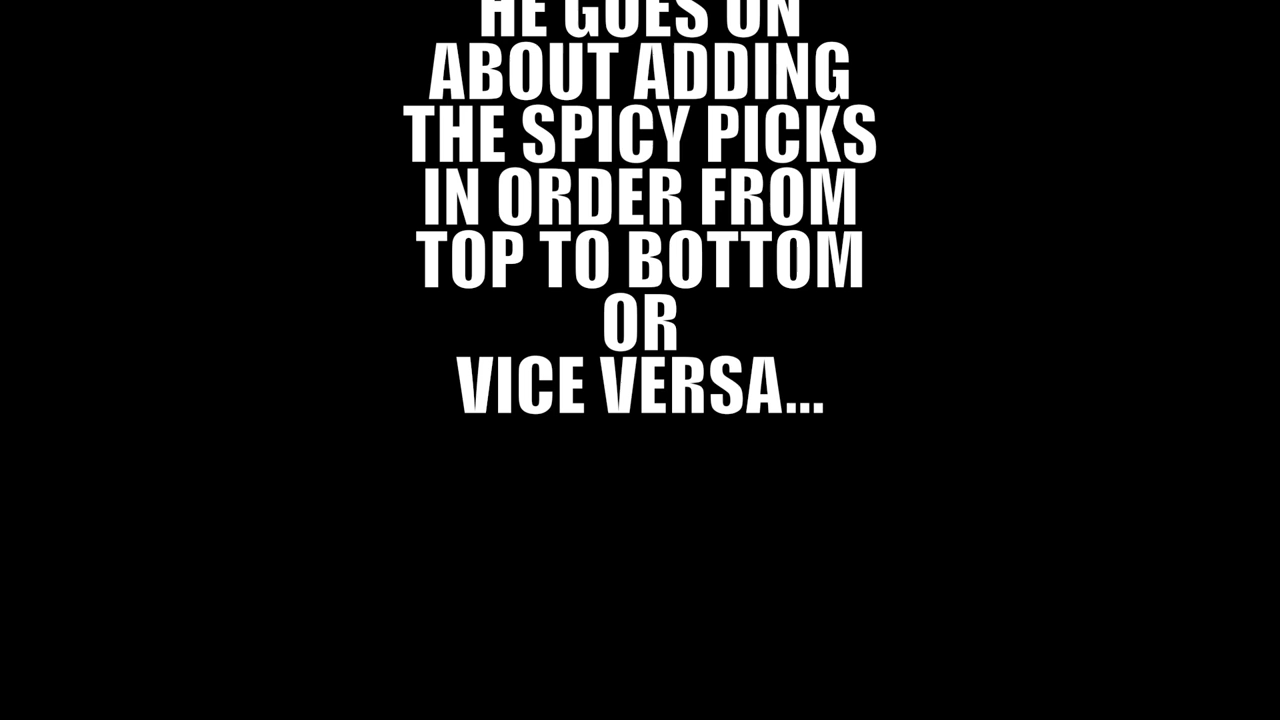 HE GOES ON
ABOUT ADDING
THE SPICY PICKS
IN ORDER FROM
TOP TO BOTTOM
OR
VICE VERSA...